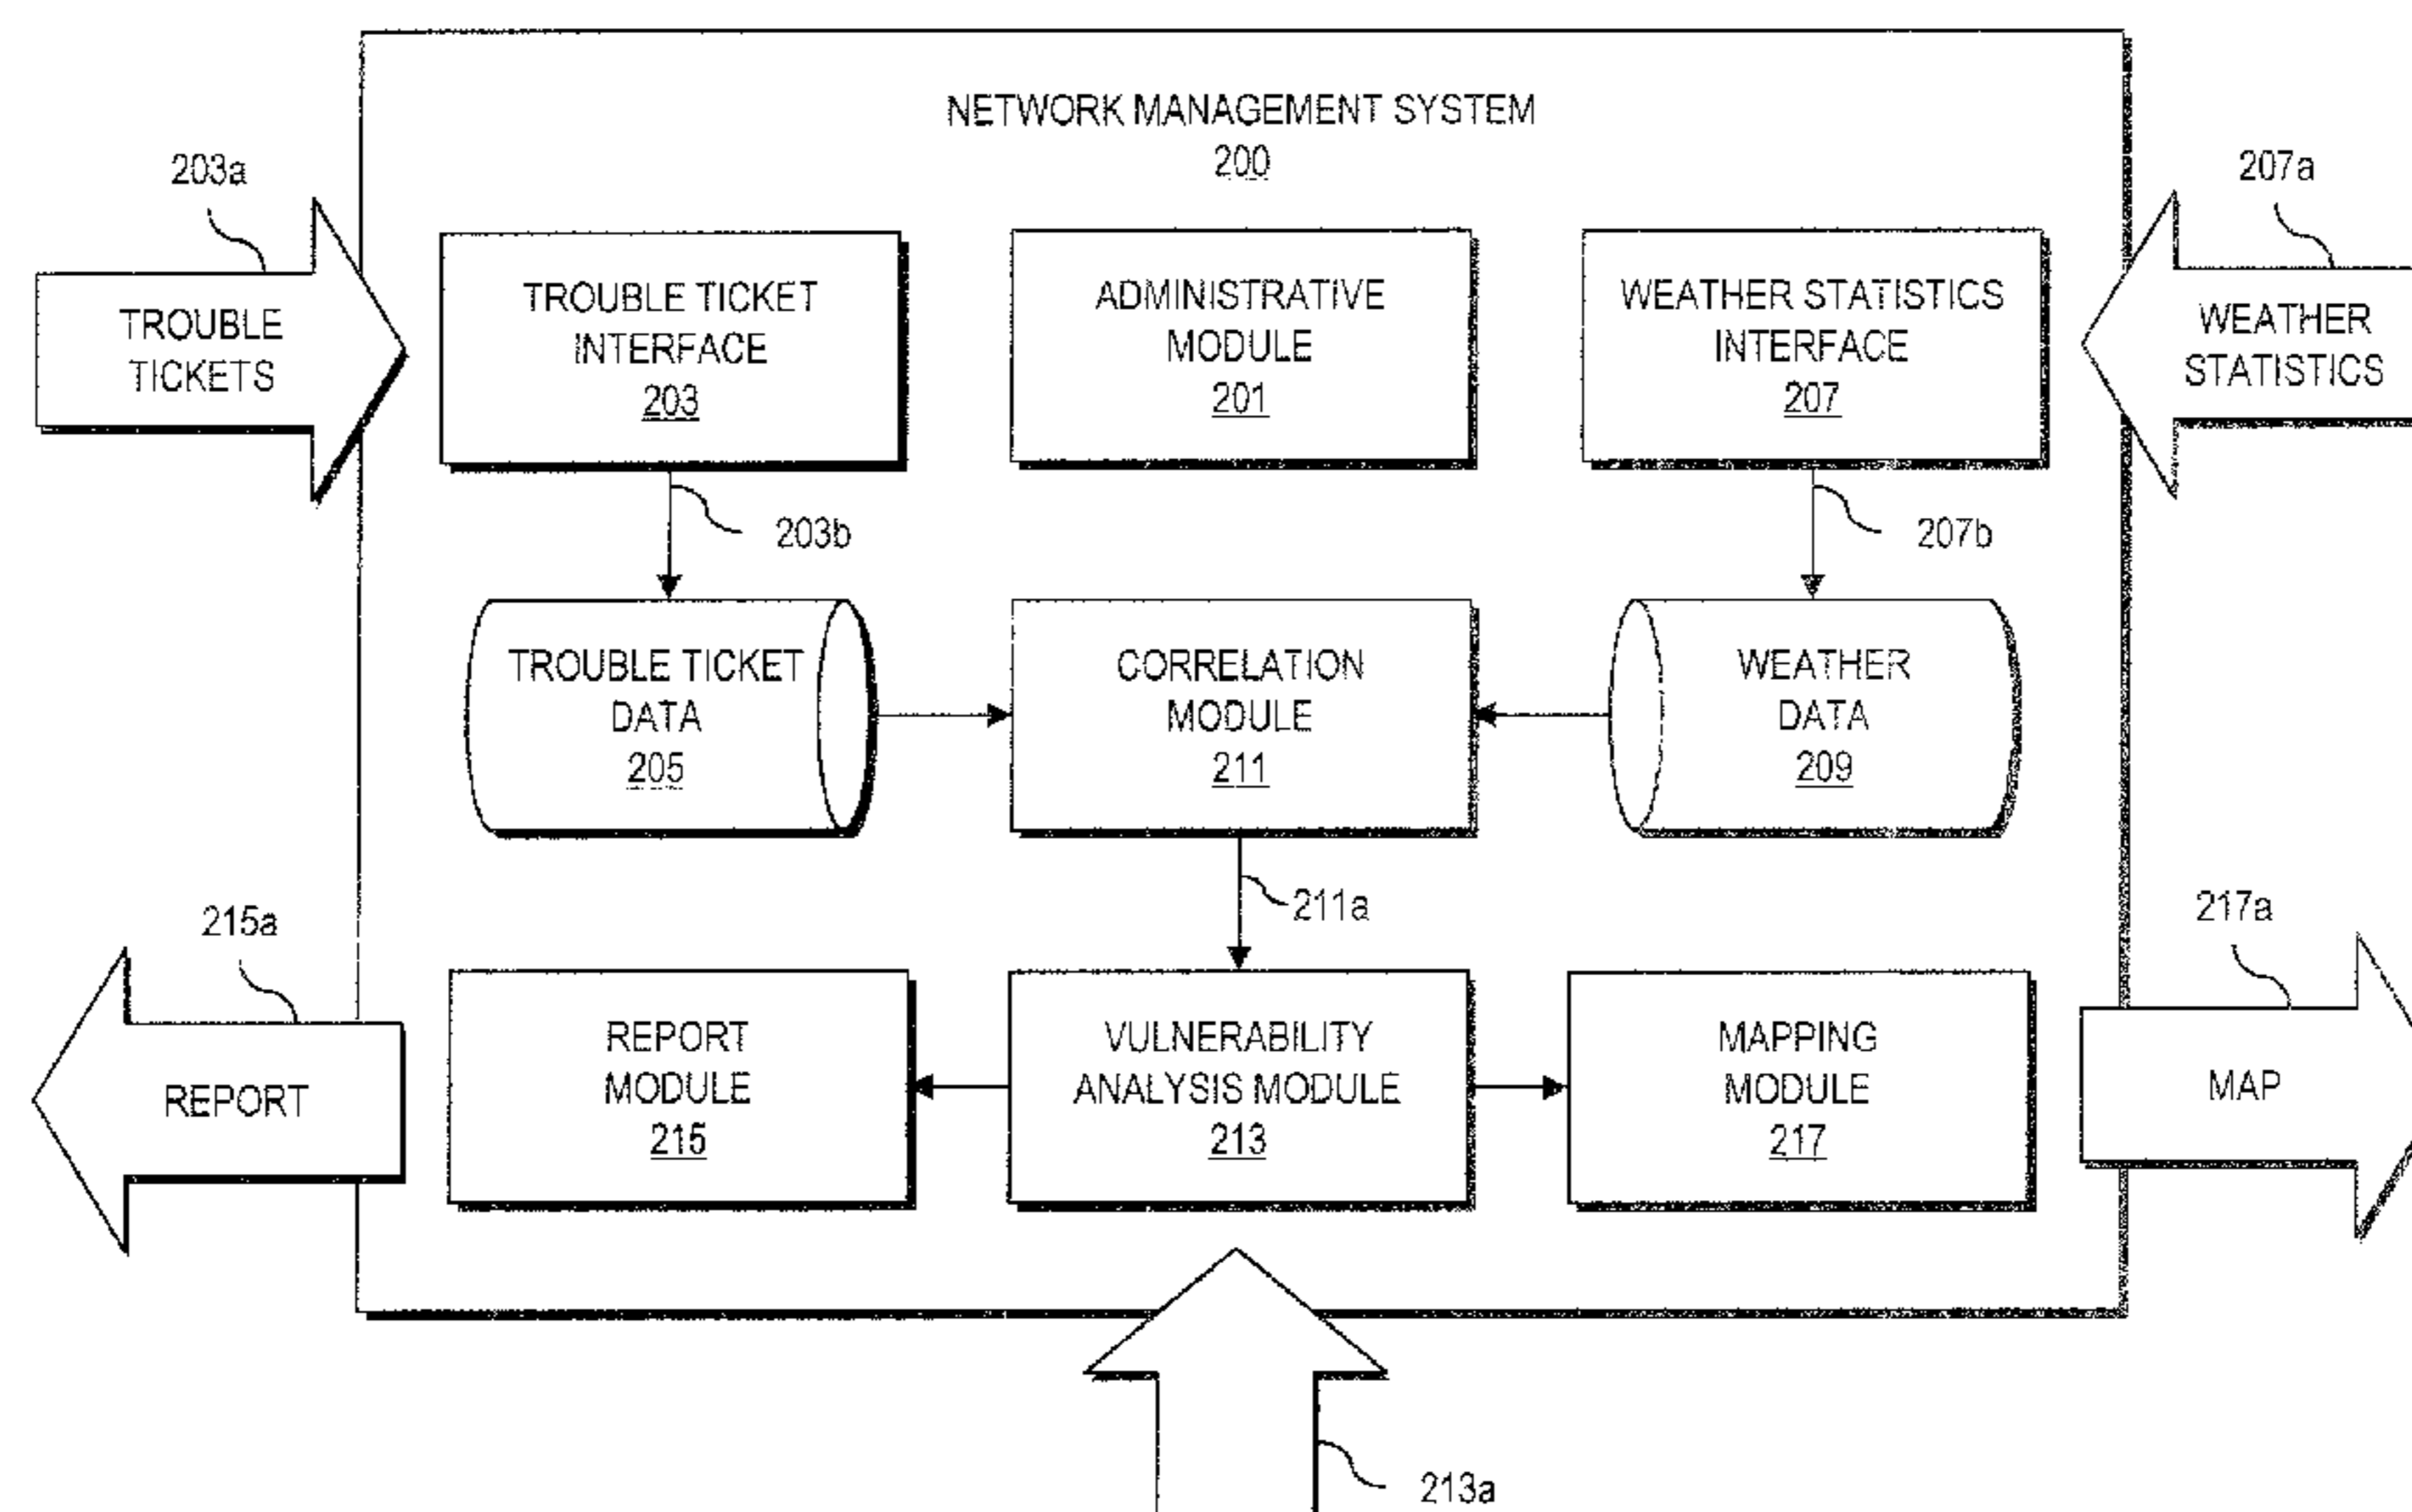 NETWORK MANAGEMENT SYSTEM
200
203a
207a
TROUBLE
TICKETS
TROUBLE TICKET
INTERFACE
203
ADMINISTRATIVE
MODULE
201
WEATHER STATISTICS
INTERFACE
207
WEATHER
STATISTICS
203b
207b
TROUBLE TICKET
DATA
205
CORRELATION
MODULE
211
WEATHER
DATA
209
211a
215a
217a
REPORT
REPORT
MODULE
215
VULNERABILITY
ANALYSIS MODULE
213
MAPPING
MODULE
217
MAP
213a